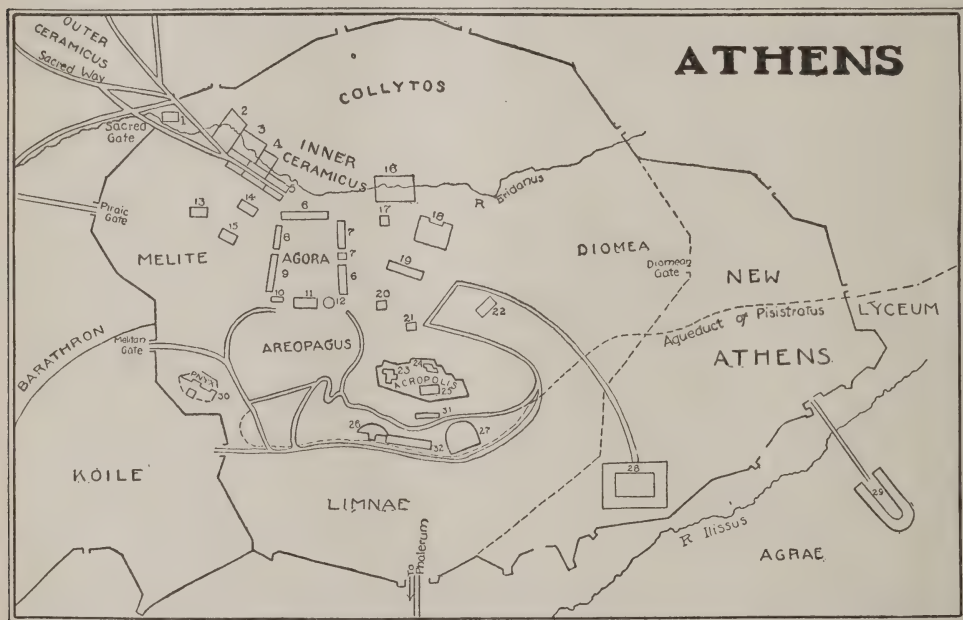 ATHENS
OUTER
CERAMICUS
Sacred Way
COLLYTOS
1
2
3
4
Sacred
Gate
INNER
CERAMICUS
5
16
R Eridanus
Piraic
Gate
13
14
15
6
17
18
8
7
MELITE
AGORA
7
9
6
19
DIOMEA
Diomean
Gate
NEW
ATHENS
LYCEUM
Aqueduct of Pisistratus
10
11
12
20
21
22
BARATHRON
Melitan
Gate
AREOPAGUS
PNYX
30
23
24
ACROPOLIS
25
31
26
32
27
KOILE
LIMNAE
28
29
R Ilissus
AGRAE
To
Phalerum